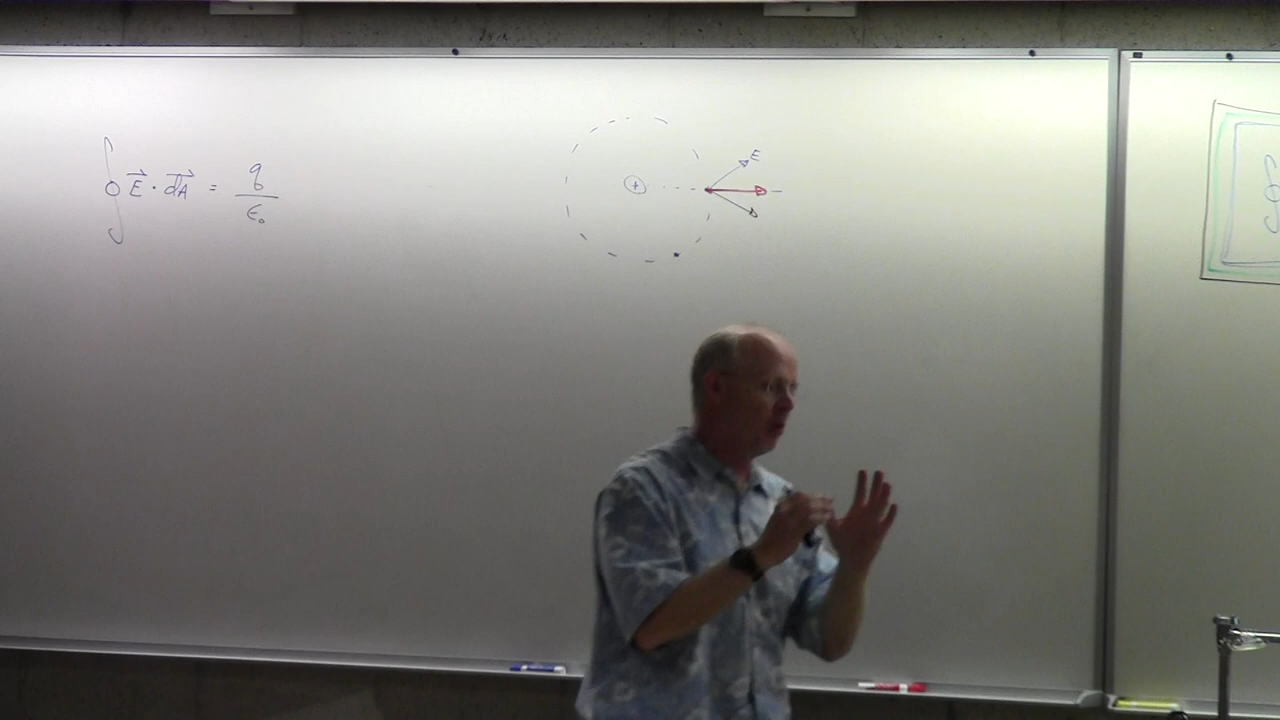 ∮ E⃗ · dA⃗ = q/ε₀
+
E
∮